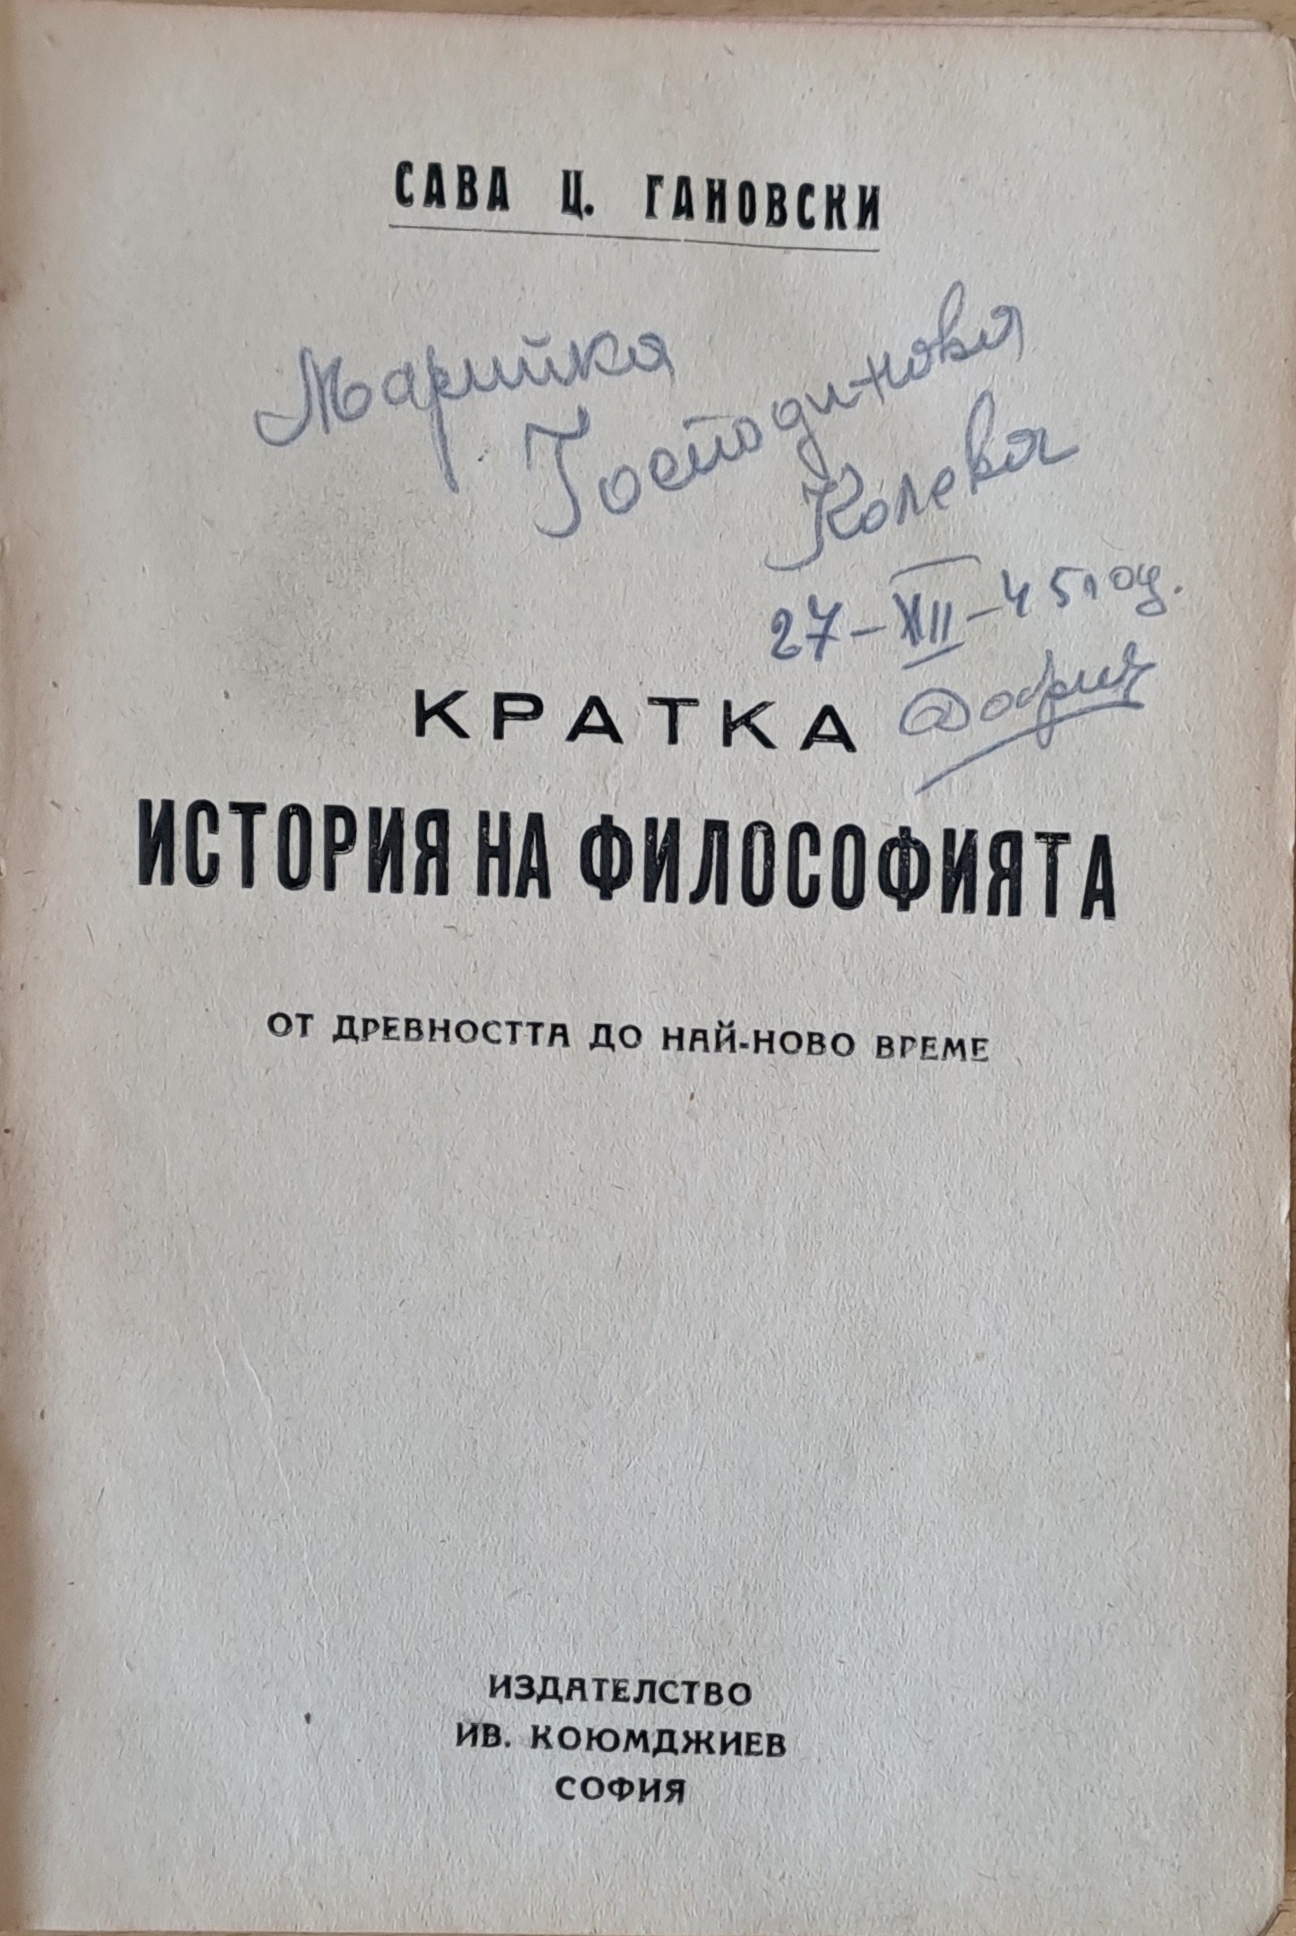 САВА Ц. ГАНОВСКИ
Марийка
Господинова
Колева
27-XII-45 год.
София
КРАТКА
ИСТОРИЯ НА ФИЛОСОФИЯТА
ОТ ДРЕВНОСТТА ДО НАЙ-НОВО ВРЕМЕ
ИЗДАТЕЛСТВО
ИВ. КОЮМДЖИЕВ
СОФИЯ